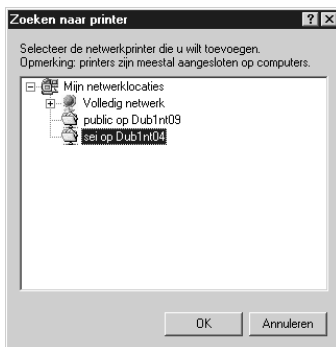 Zoeken naar printer
Selecteer de netwerkprinter die u wilt toevoegen.
Opmerking: printers zijn meestal aangesloten op computers.
Mijn netwerklocaties
Volledig netwerk
public op Dub1nt09
sei op Dub1nt04
OK Annuleren